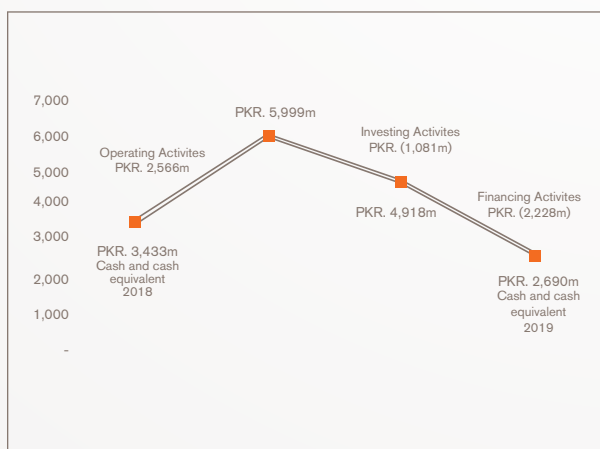 7,000
6,000
5,000
4,000
3,000
2,000
1,000
-
Operating Activites
PKR. 2,566m
PKR. 3,433m
Cash and cash
equivalent
2018
PKR. 5,999m
Investing Activites
PKR. (1,081m)
PKR. 4,918m
Financing Activites
PKR. (2,228m)
PKR. 2,690m
Cash and cash
equivalent
2019